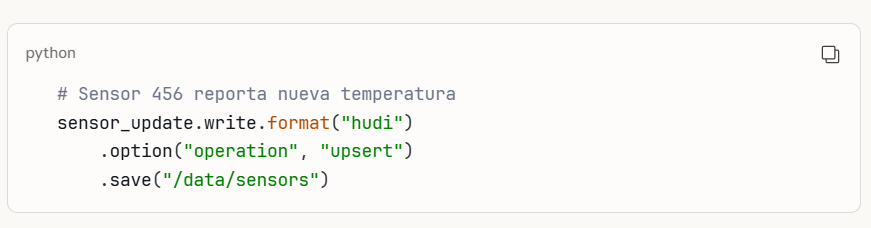 python
# Sensor 456 reporta nueva temperatura
sensor_update.write.format("hudi")
.option("operation", "upsert")
.save("/data/sensors")